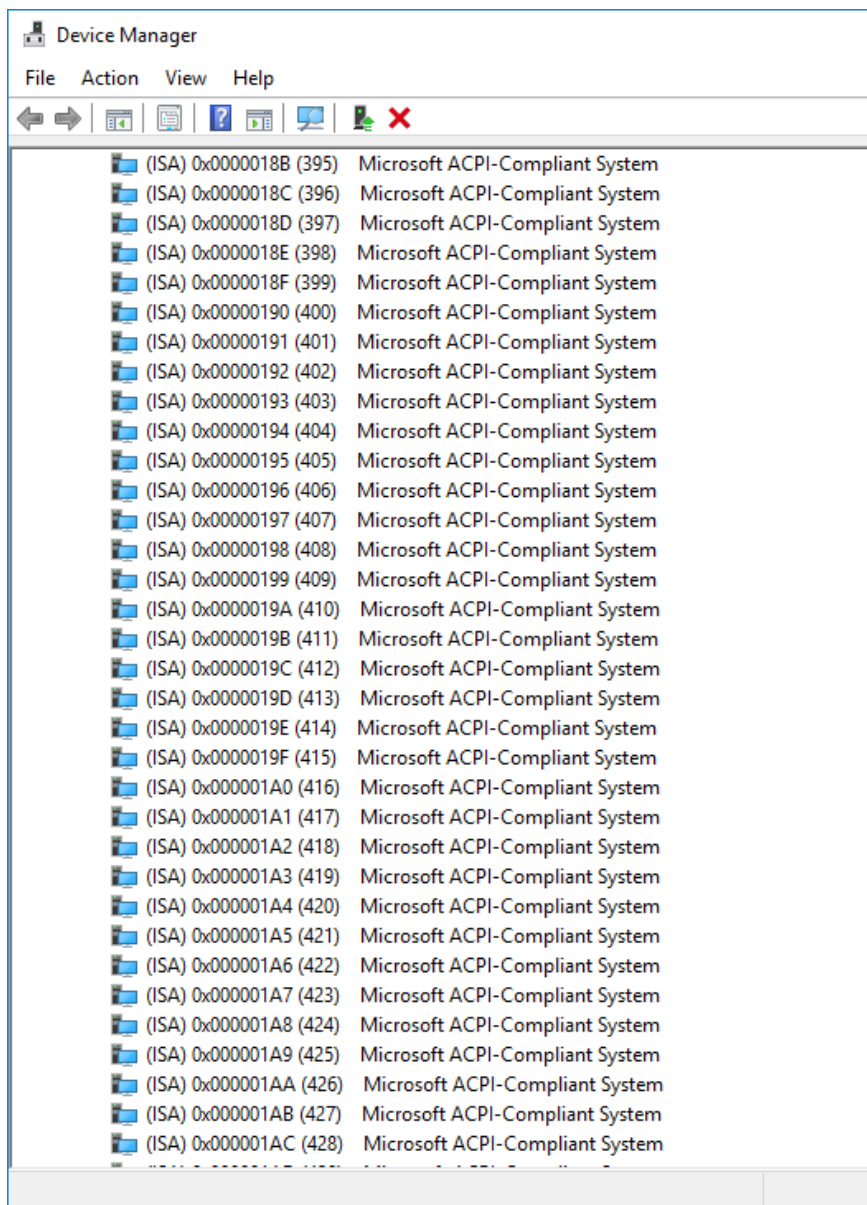 Device Manager
File Action View Help
(ISA) 0x0000018B (395) Microsoft ACPI-Compliant System
(ISA) 0x0000018C (396) Microsoft ACPI-Compliant System
(ISA) 0x0000018D (397) Microsoft ACPI-Compliant System
(ISA) 0x0000018E (398) Microsoft ACPI-Compliant System
(ISA) 0x0000018F (399) Microsoft ACPI-Compliant System
(ISA) 0x00000190 (400) Microsoft ACPI-Compliant System
(ISA) 0x00000191 (401) Microsoft ACPI-Compliant System
(ISA) 0x00000192 (402) Microsoft ACPI-Compliant System
(ISA) 0x00000193 (403) Microsoft ACPI-Compliant System
(ISA) 0x00000194 (404) Microsoft ACPI-Compliant System
(ISA) 0x00000195 (405) Microsoft ACPI-Compliant System
(ISA) 0x00000196 (406) Microsoft ACPI-Compliant System
(ISA) 0x00000197 (407) Microsoft ACPI-Compliant System
(ISA) 0x00000198 (408) Microsoft ACPI-Compliant System
(ISA) 0x00000199 (409) Microsoft ACPI-Compliant System
(ISA) 0x0000019A (410) Microsoft ACPI-Compliant System
(ISA) 0x0000019B (411) Microsoft ACPI-Compliant System
(ISA) 0x0000019C (412) Microsoft ACPI-Compliant System
(ISA) 0x0000019D (413) Microsoft ACPI-Compliant System
(ISA) 0x0000019E (414) Microsoft ACPI-Compliant System
(ISA) 0x0000019F (415) Microsoft ACPI-Compliant System
(ISA) 0x000001A0 (416) Microsoft ACPI-Compliant System
(ISA) 0x000001A1 (417) Microsoft ACPI-Compliant System
(ISA) 0x000001A2 (418) Microsoft ACPI-Compliant System
(ISA) 0x000001A3 (419) Microsoft ACPI-Compliant System
(ISA) 0x000001A4 (420) Microsoft ACPI-Compliant System
(ISA) 0x000001A5 (421) Microsoft ACPI-Compliant System
(ISA) 0x000001A6 (422) Microsoft ACPI-Compliant System
(ISA) 0x000001A7 (423) Microsoft ACPI-Compliant System
(ISA) 0x000001A8 (424) Microsoft ACPI-Compliant System
(ISA) 0x000001A9 (425) Microsoft ACPI-Compliant System
(ISA) 0x000001AA (426) Microsoft ACPI-Compliant System
(ISA) 0x000001AB (427) Microsoft ACPI-Compliant System
(ISA) 0x000001AC (428) Microsoft ACPI-Compliant System